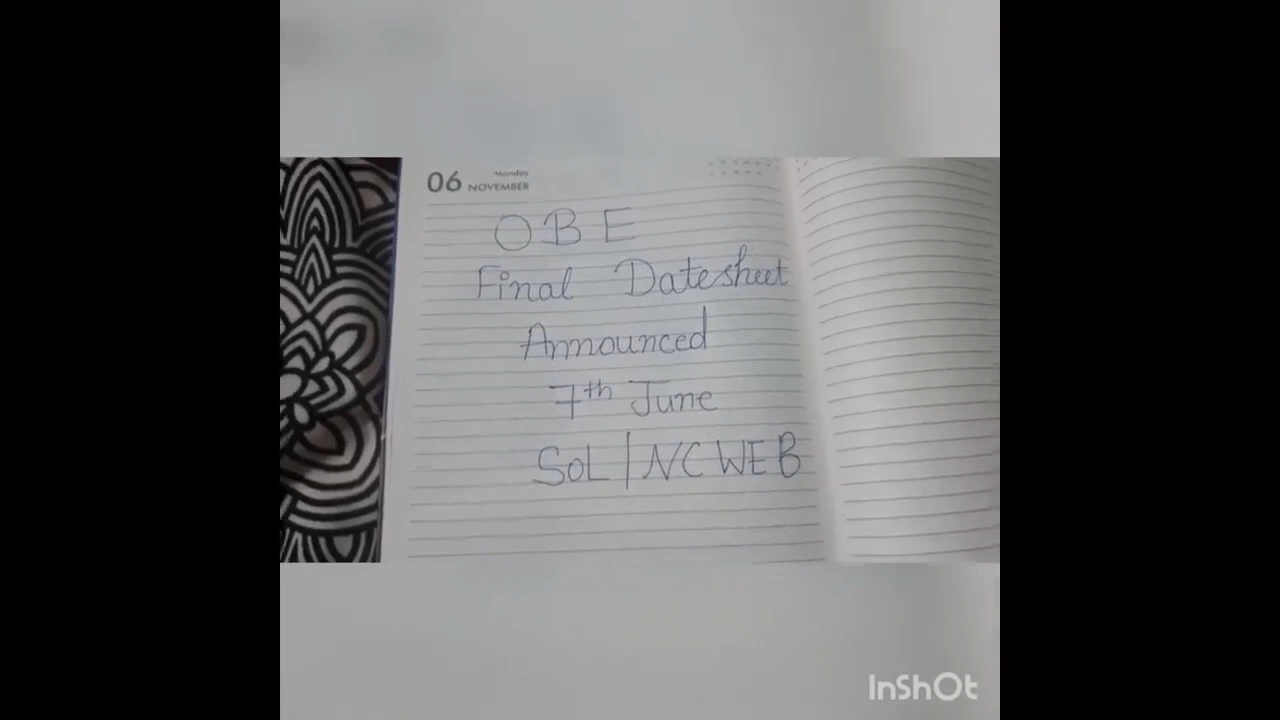 06 Monday
NOVEMBER
OBE
Final Datesheet
Announced
7th June
SOL | NCWEB
InShOt